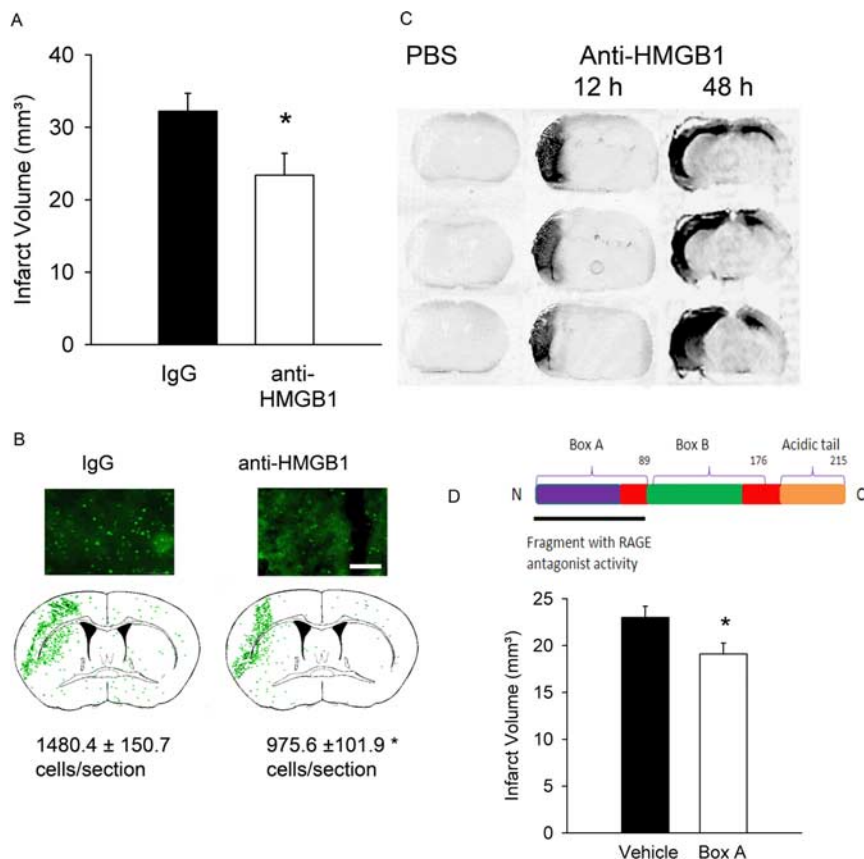 A
Infarct Volume (mm³)
40
30
20
10
0
*
IgG
anti-
HMGB1
B
IgG
anti-HMGB1
1480.4 ± 150.7
cells/section
975.6 ±101.9 *
cells/section
C
PBS
Anti-HMGB1
12 h
48 h
D
Box A
Box B
Acidic tail
89
176
215
N
C
Fragment with RAGE
antagonist activity
Infarct Volume (mm³)
25
20
15
10
5
0
*
Vehicle
Box A